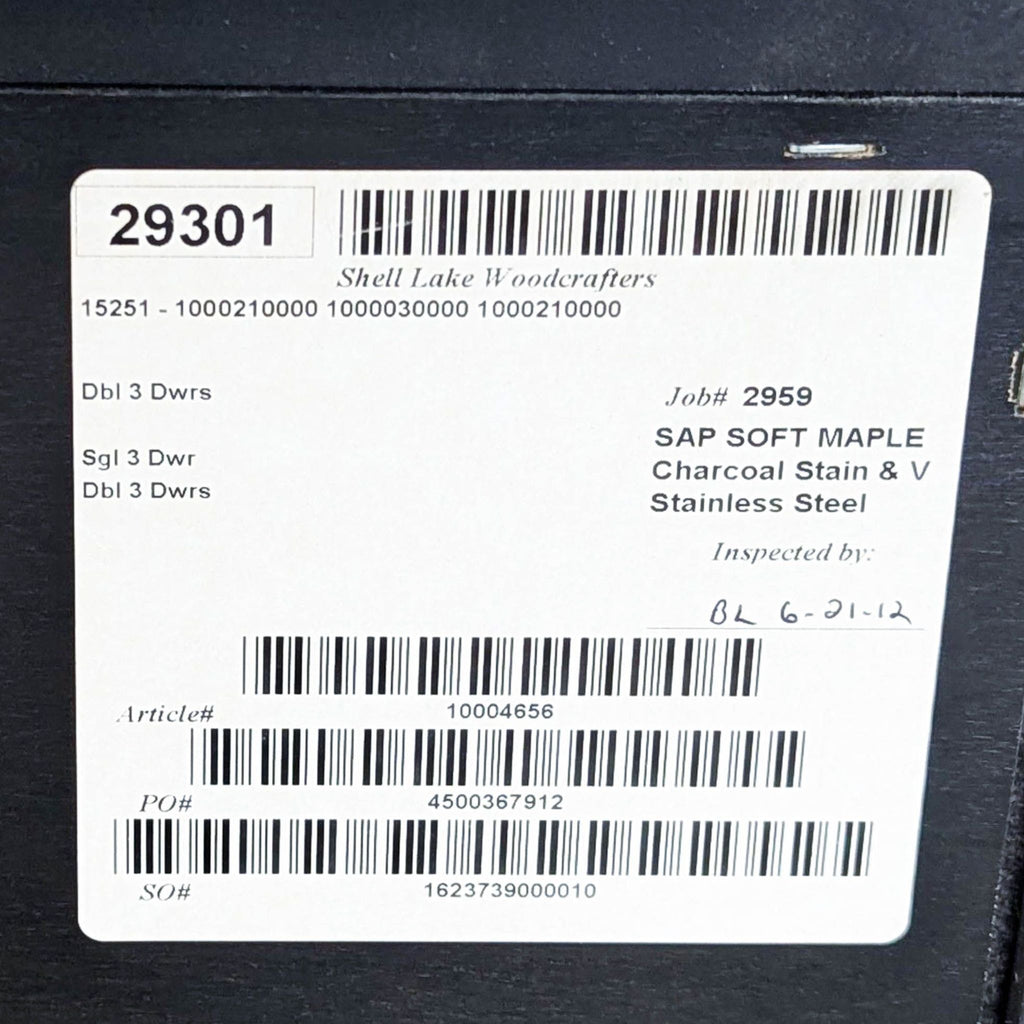 29301
Shell Lake Woodcrafters
15251 - 1000210000 1000030000 1000210000
Dbl 3 Dwrs
Job# 2959
SAP SOFT MAPLE
Sgl 3 Dwr
Charcoal Stain & V
Dbl 3 Dwrs
Stainless Steel
Inspected by:
BL 6-21-12
Article#
10004656
PO#
4500367912
SO#
1623739000010